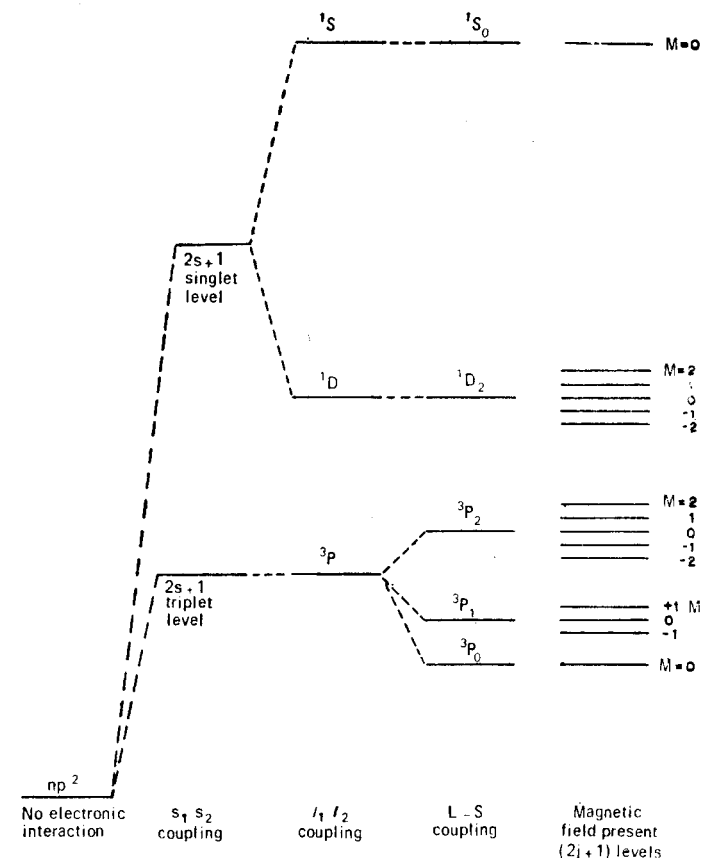 ¹S
¹S₀
M=0
2s+1
singlet
level
¹D
¹D₂
M=2
1
0
-1
-2
³P₂
M=2
1
0
-1
-2
2s+1
triplet
level
³P
³P₁
+1 M
0
-1
³P₀
M=0
np²
No electronic
interaction
s₁ s₂
coupling
l₁ l₂
coupling
L-S
coupling
Magnetic
field present
(2j+1) levels